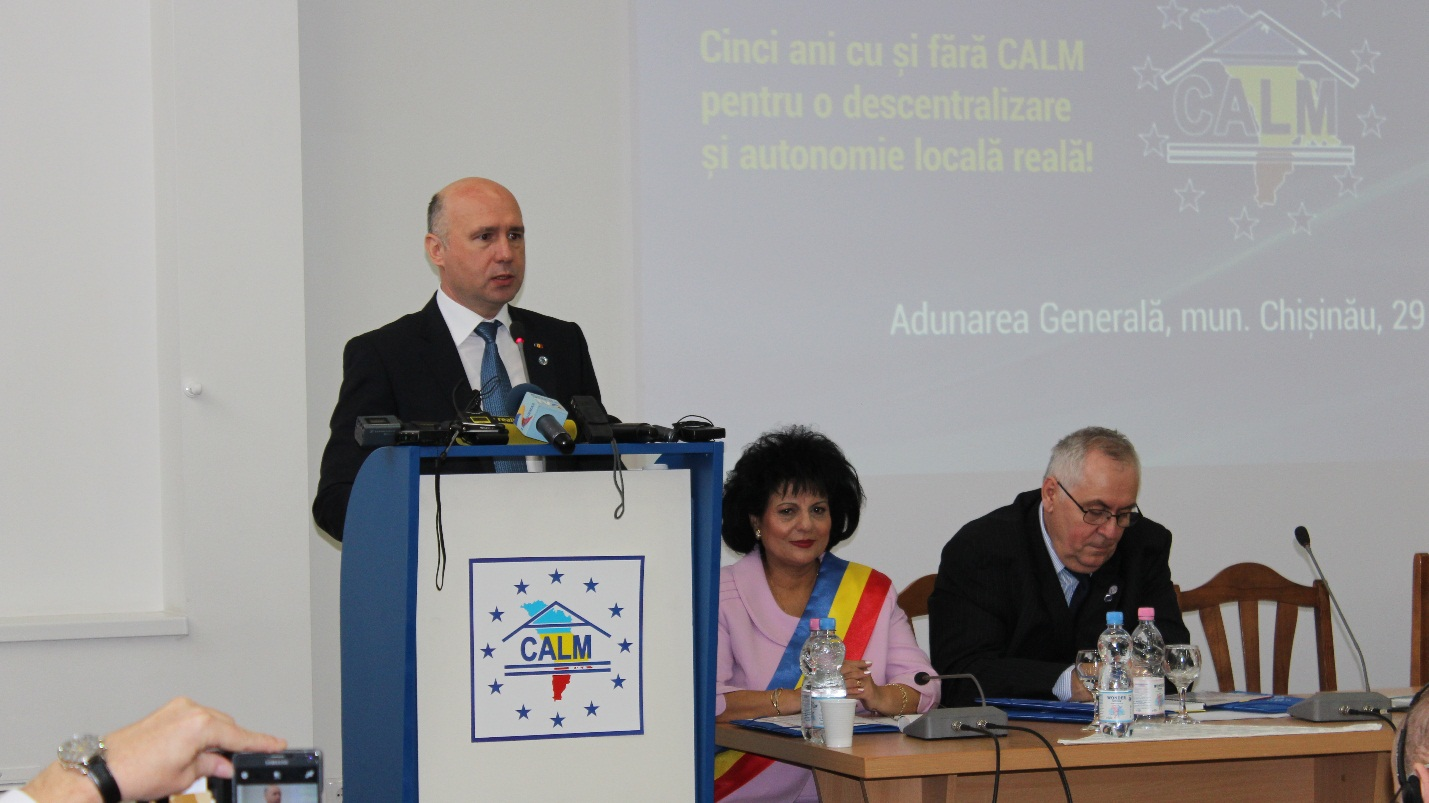 Cinci ani cu și fără CALM
pentru o descentralizare
și autonomie locală reală!
CALM
Adunarea Generală, mun. Chișinău, 29
CALM
SAMSUNG